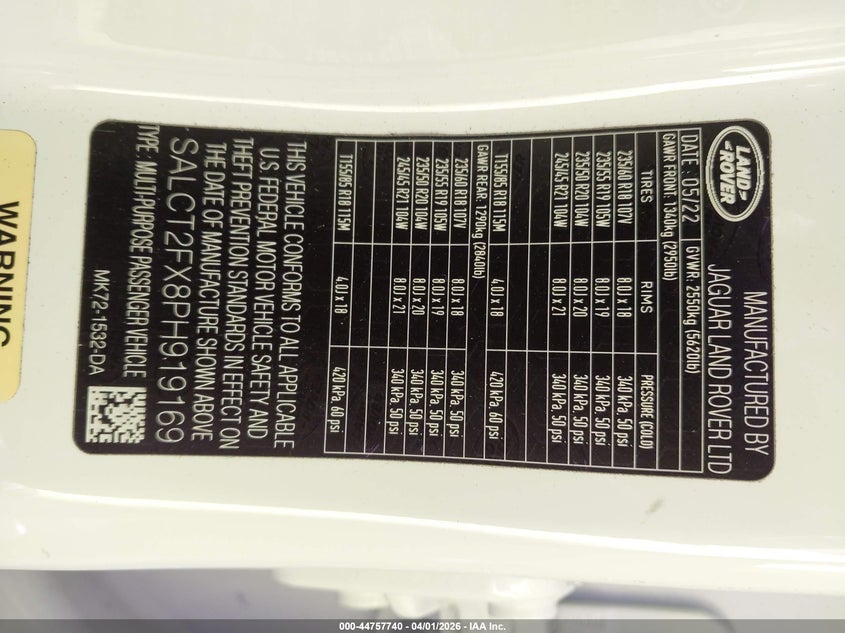 LAND-
-ROVER
MANUFACTURED BY
JAGUAR LAND ROVER LTD
DATE: 05/22 GVWR: 2550kg (5620lb)
GAWR FRONT: 1340kg (2950lb)
TIRES RIMS PRESSURE (COLD)
235/60 R18 107V 8.0J x 18 340 kPa, 50 psi
235/55 R19 105W 8.0J x 19 340 kPa, 50 psi
235/50 R20 104W 8.0J x 20 340 kPa, 50 psi
245/45 R21 104W 8.0J x 21 340 kPa, 50 psi
T155/85 R18 115M 4.0J x 18 420 kPa, 60 psi
GAWR REAR: 1290kg (2840lb)
235/60 R18 107V 8.0J x 18 340 kPa, 50 psi
235/55 R19 105W 8.0J x 19 340 kPa, 50 psi
235/50 R20 104W 8.0J x 20 340 kPa, 50 psi
245/45 R21 104W 8.0J x 21 340 kPa, 50 psi
T155/85 R18 115M 4.0J x 18 420 kPa, 60 psi
THIS VEHICLE CONFORMS TO ALL APPLICABLE
U.S. FEDERAL MOTOR VEHICLE SAFETY AND
THEFT PREVENTION STANDARDS IN EFFECT ON
THE DATE OF MANUFACTURE SHOWN ABOVE
SALCT2FX8PH919169
TYPE: MULTI PURPOSE PASSENGER VEHICLE
MK72-1532-DA
WARNING
000-44757740 - 04/01/2026 - IAA Inc.